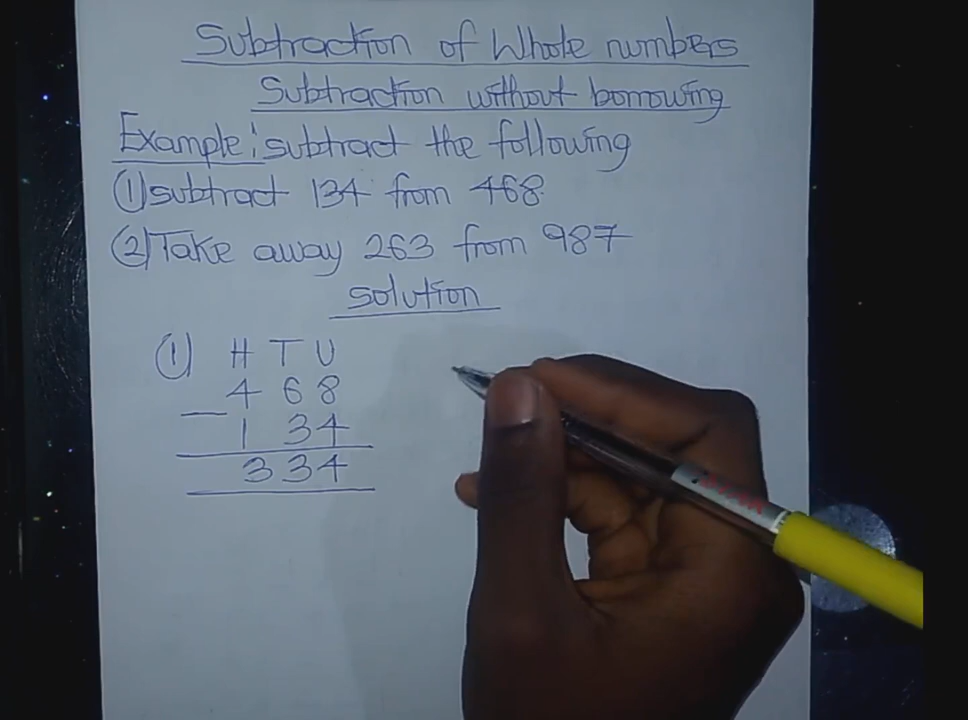 Subtraction of Whole numbers
Subtraction without borrowing
Example: subtract the following
① subtract 134 from 468
② Take away 263 from 987
solution
① H T U
4 6 8
— 1 3 4
3 3 4